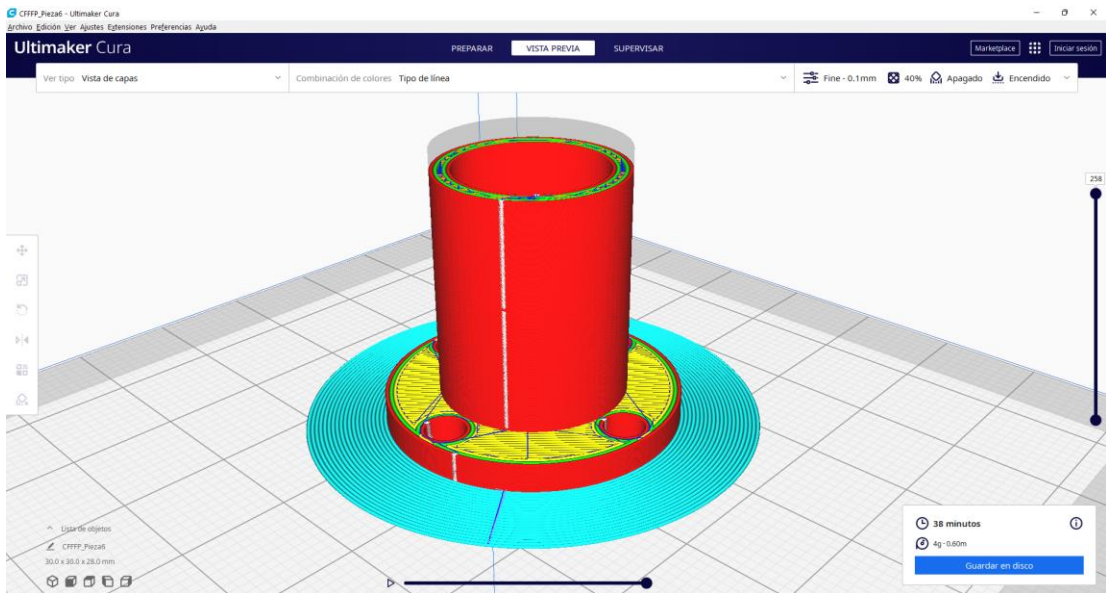 CFFFP_Pieza6 - Ultimaker Cura
Archivo Edición Ver Ajustes Extensiones Preferencias Ayuda
Ultimaker Cura PREPARAR VISTA PREVIA SUPERVISAR Marketplace Iniciar sesión
Ver tipo Vista de capas Combinación de colores Tipo de línea Fine - 0.1mm 40% Apagado Encendido
258
Lista de objetos
CFFFP_Pieza6
30.0 x 30.0 x 28.0 mm
38 minutos
4g · 0.60m
Guardar en disco